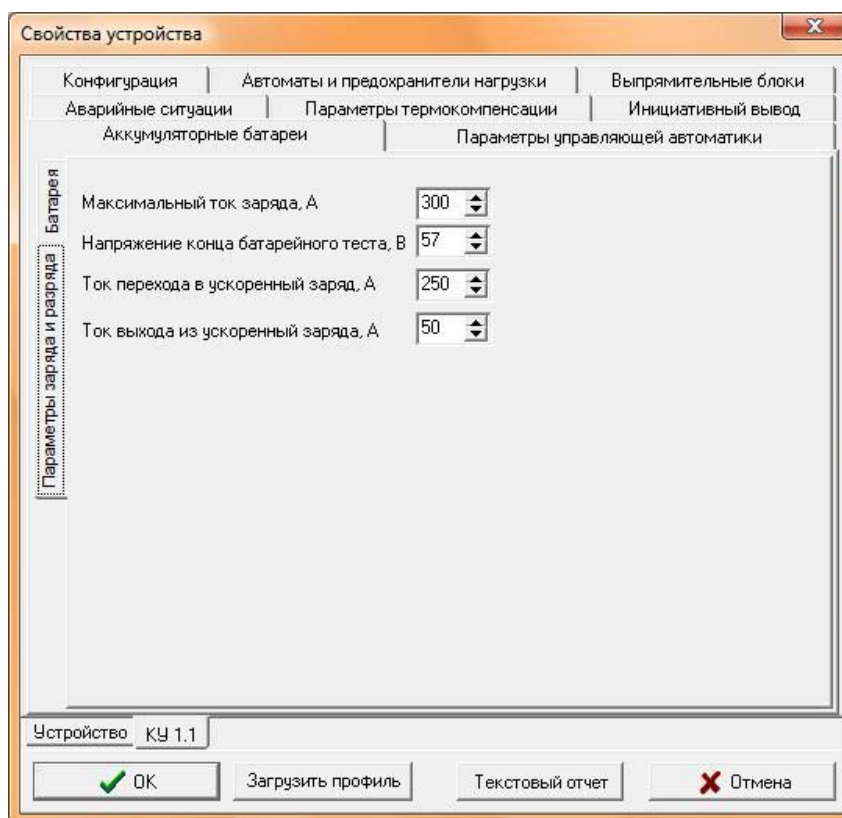 Свойства устройства
Конфигурация Автоматы и предохранители нагрузки Выпрямительные блоки
Аварийные ситуации Параметры термокомпенсации Инициативный вывод
Аккумуляторные батареи Параметры управляющей автоматики
Батарея
Параметры заряда и разряда
Максимальный ток заряда, А 300
Напряжение конца батарейного теста, В 57
Ток перехода в ускоренный заряд, А 250
Ток выхода из ускоренный заряда, А 50
Устройство КУ 1.1
OK Загрузить профиль Текстовый отчет Отмена